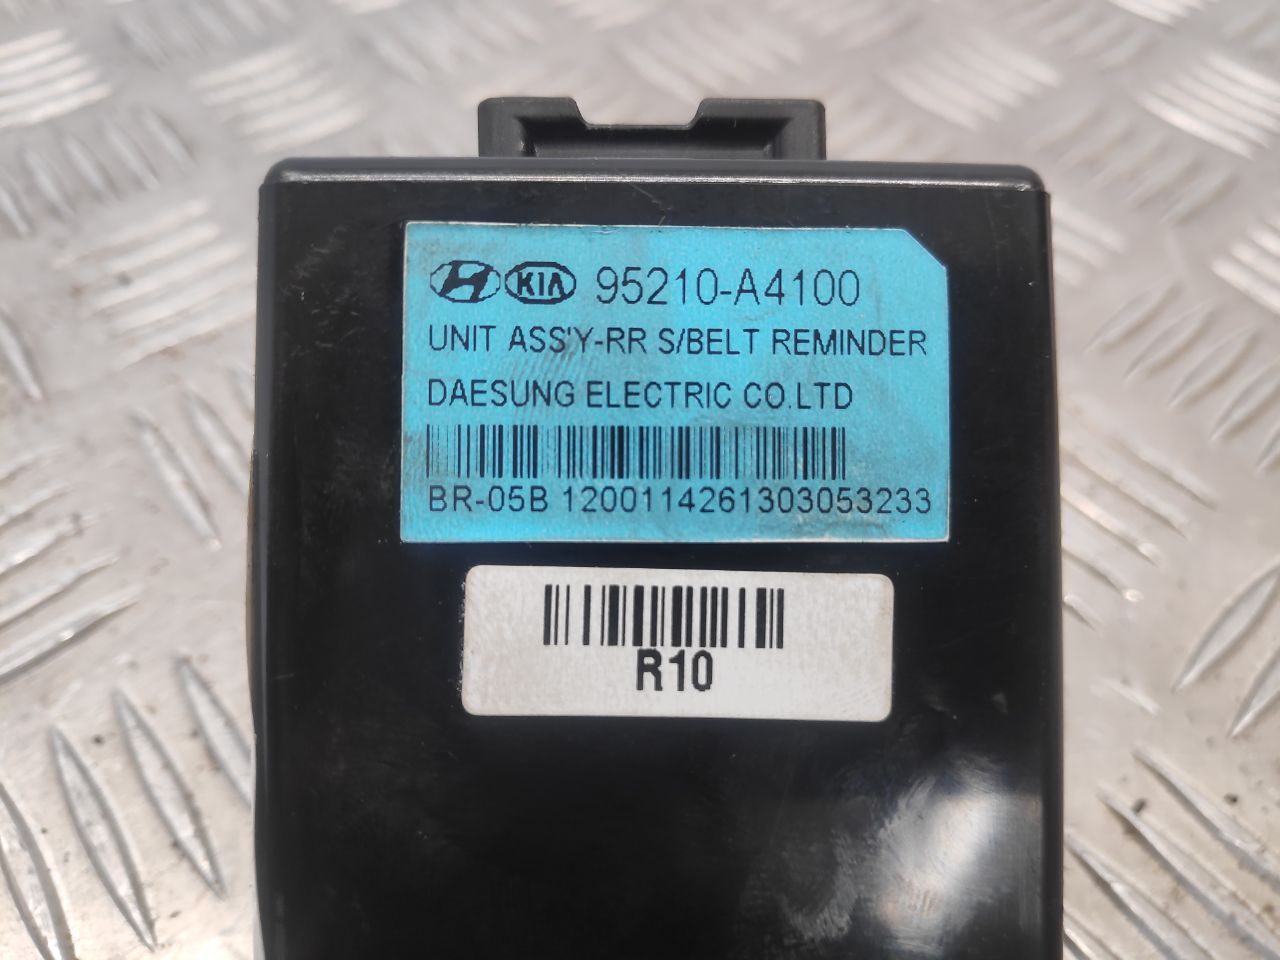 KIA 95210-A4100
UNIT ASS'Y-RR S/BELT REMINDER
DAESUNG ELECTRIC CO.LTD
BR-05B 1200114261303053233
R10